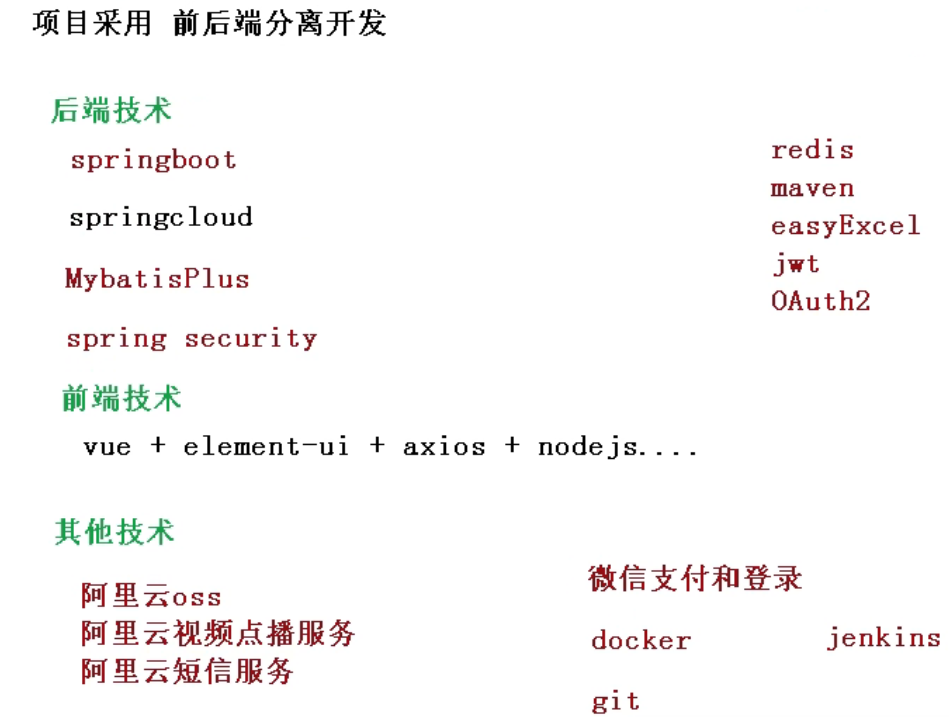 项目采用 前后端分离开发
后端技术
springboot
springcloud
MybatisPlus
spring security
redis
maven
easyExcel
jwt
OAuth2
前端技术
vue + element-ui + axios + nodejs....
其他技术
阿里云oss
阿里云视频点播服务
阿里云短信服务
微信支付和登录
docker
jenkins
git